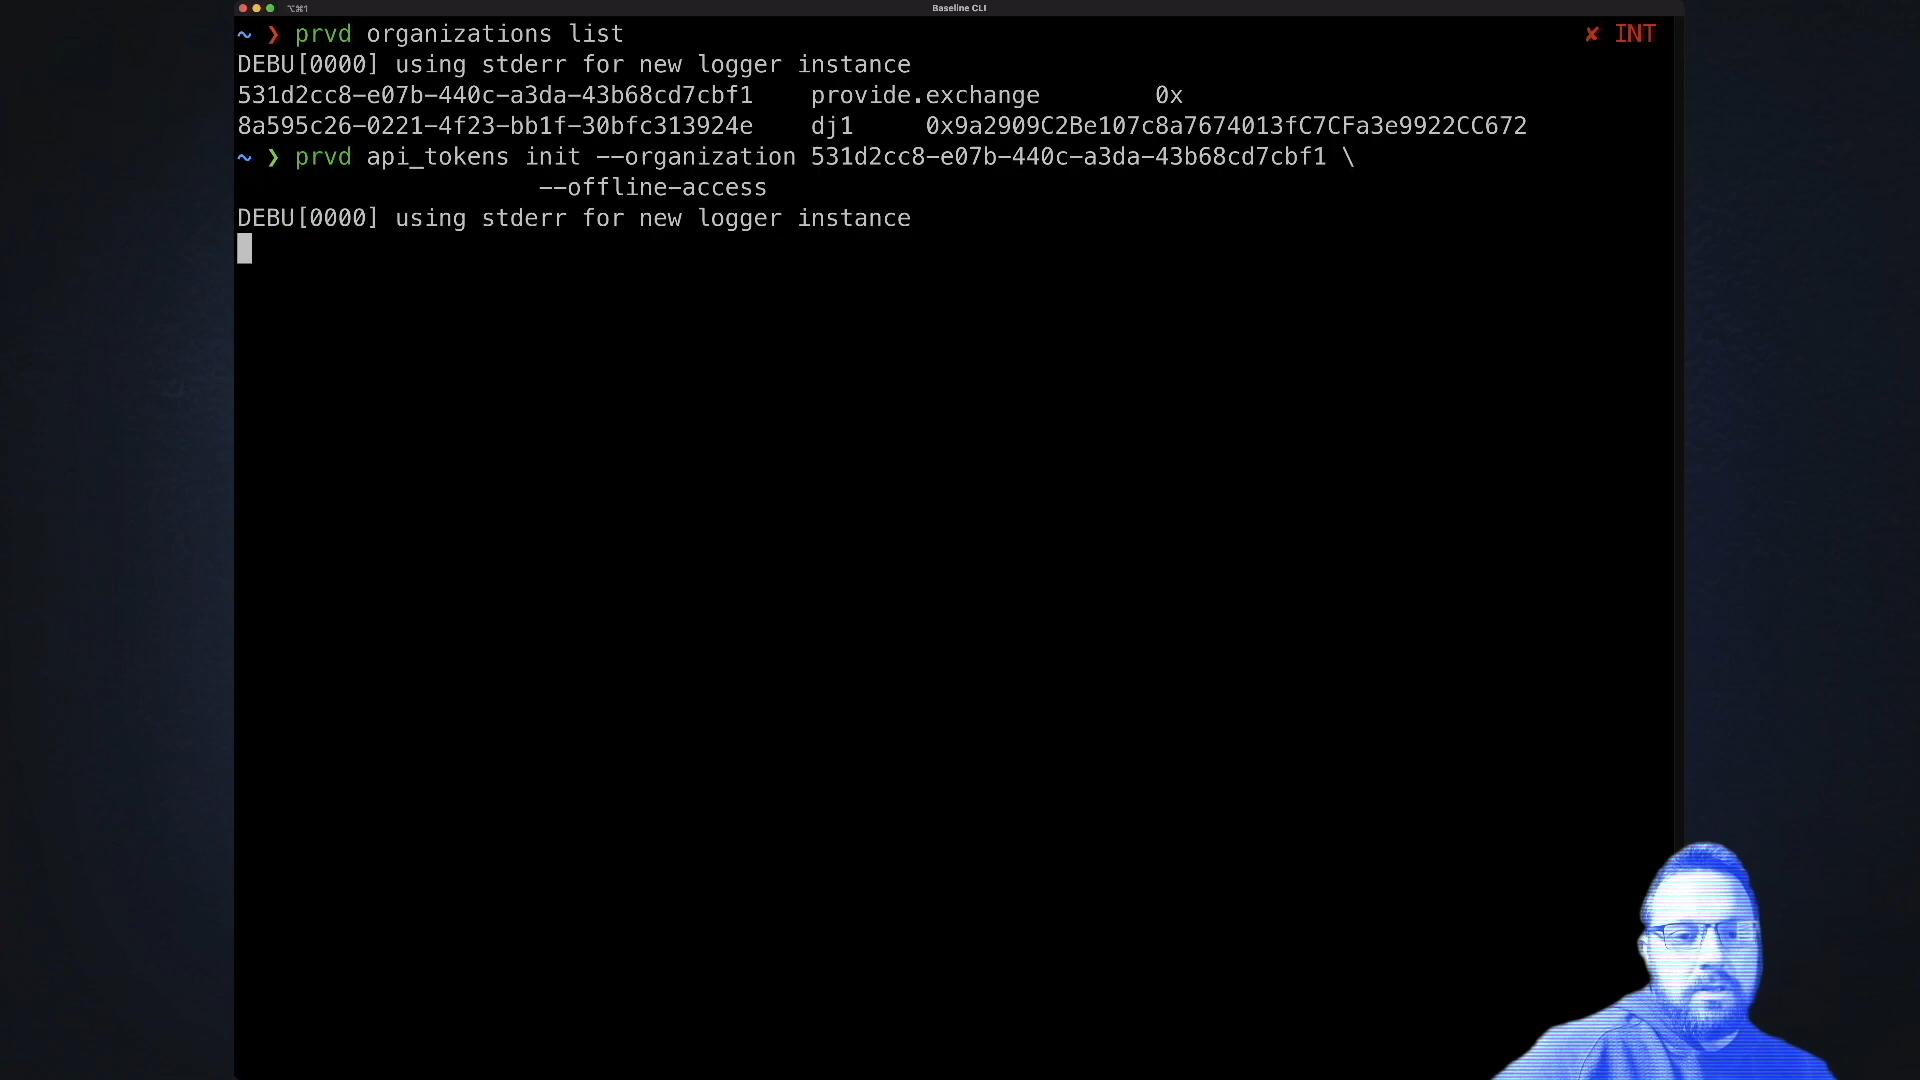 ⌥⌘1
Baseline CLI
~ ❯ prvd organizations list ✘ INT
DEBU[0000] using stderr for new logger instance
531d2cc8-e07b-440c-a3da-43b68cd7cbf1 provide.exchange 0x
8a595c26-0221-4f23-bb1f-30bfc313924e dj1 0x9a2909C2Be107c8a7674013fC7CFa3e9922CC672
~ ❯ prvd api_tokens init --organization 531d2cc8-e07b-440c-a3da-43b68cd7cbf1 \
--offline-access
DEBU[0000] using stderr for new logger instance